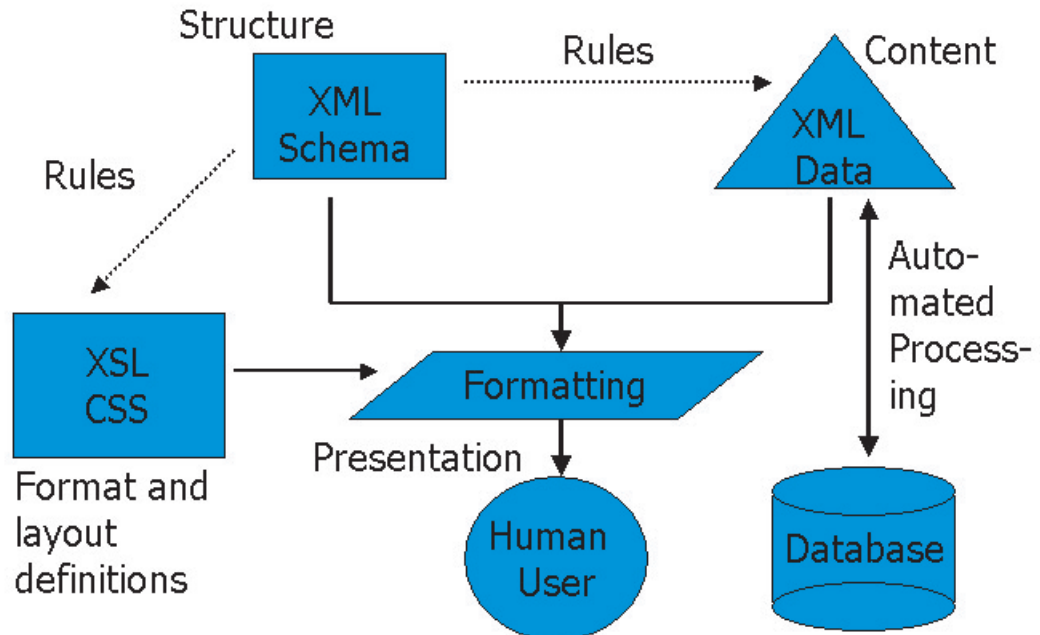 Structure
Rules
Content
XML
Schema
XML
Data
Rules
Auto-
mated
Process-
ing
XSL
CSS
Formatting
Presentation
Format and
layout
definitions
Human
User
Database